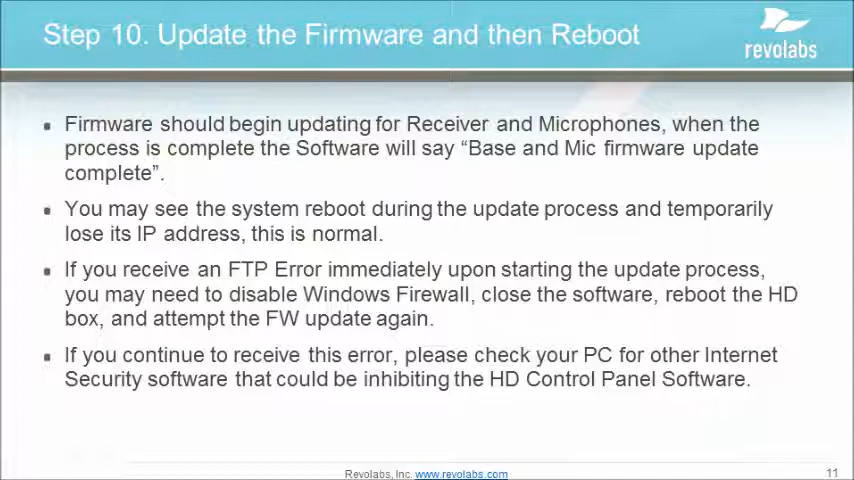 Step 10. Update the Firmware and then Reboot
revolabs
▪ Firmware should begin updating for Receiver and Microphones, when the
process is complete the Software will say “Base and Mic firmware update
complete”.
▪ You may see the system reboot during the update process and temporarily
lose its IP address, this is normal.
▪ If you receive an FTP Error immediately upon starting the update process,
you may need to disable Windows Firewall, close the software, reboot the HD
box, and attempt the FW update again.
▪ If you continue to receive this error, please check your PC for other Internet
Security software that could be inhibiting the HD Control Panel Software.
Revolabs, Inc. www.revolabs.com
11